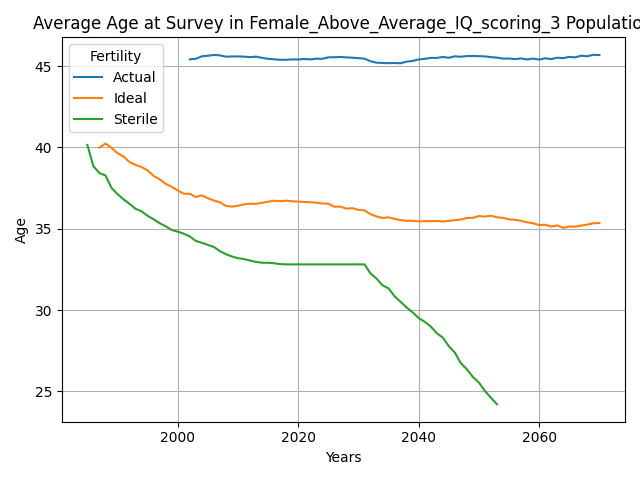 Average Age at Survey in Female_Above_Average_IQ_scoring_3 Populatio
Fertility
Actual
Ideal
Sterile
Age
45
40
35
30
25
2000 2020 2040 2060
Years